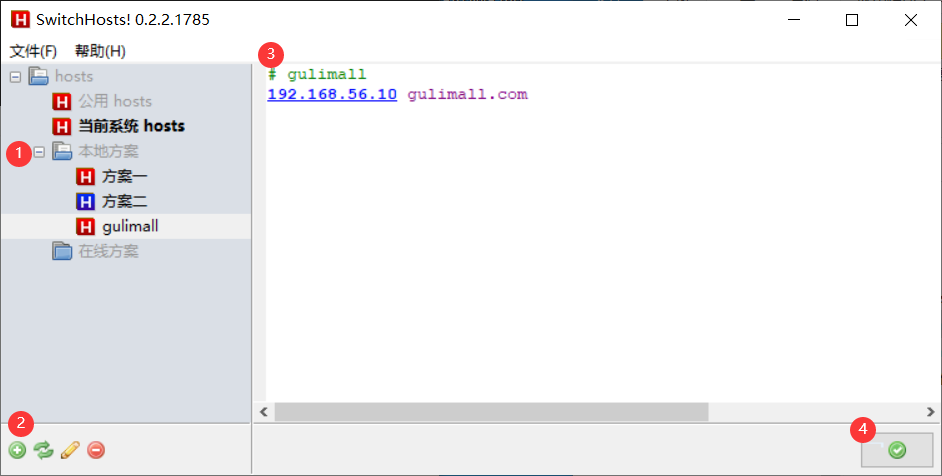 SwitchHosts! 0.2.2.1785
文件(F) 帮助(H)
3
hosts
# gulimall
公用 hosts
192.168.56.10 gulimall.com
当前系统 hosts
1
本地方案
方案一
方案二
gulimall
在线方案
2
4